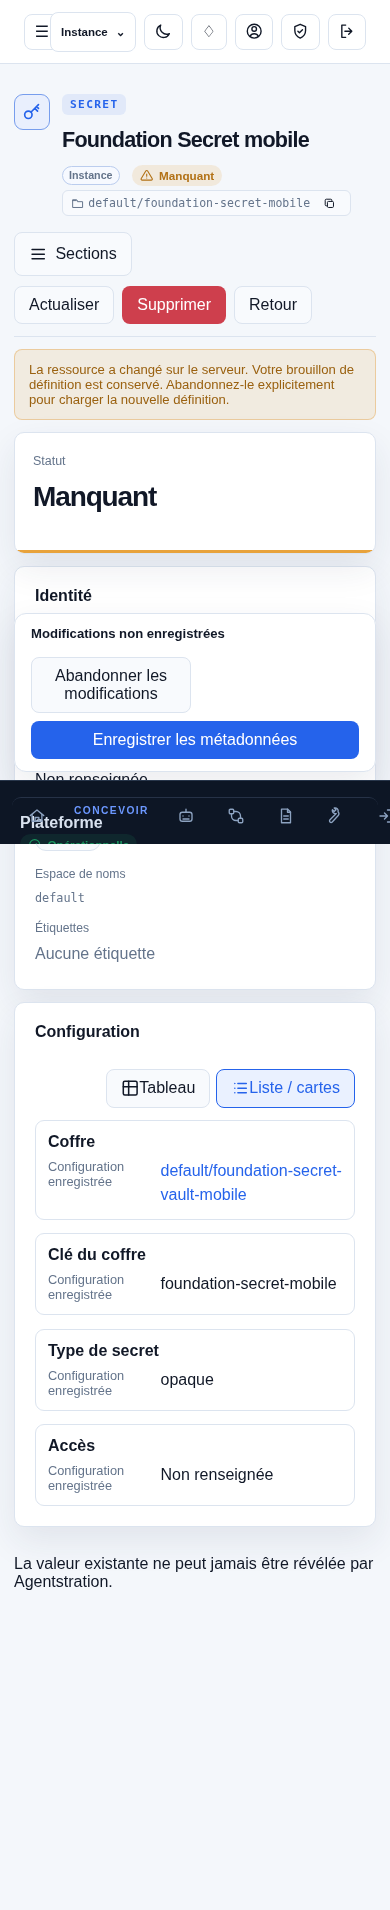 Instance
SECRET
Foundation Secret mobile
Instance
Manquant
default/foundation-secret-mobile
Sections
Actualiser
Supprimer
Retour
La ressource a changé sur le serveur. Votre brouillon de
définition est conservé. Abandonnez-le explicitement
pour charger la nouvelle définition.
Statut
Manquant
Identité
Modifications non enregistrées
Abandonner les
modifications
Enregistrer les métadonnées
Non renseignée
CONCEVOIR
Plateforme
Opérationnelle
Espace de noms
default
Étiquettes
Aucune étiquette
Configuration
Tableau
Liste / cartes
Coffre
Configuration
enregistrée
default/foundation-secret-
vault-mobile
Clé du coffre
Configuration
enregistrée
foundation-secret-mobile
Type de secret
Configuration
enregistrée
opaque
Accès
Configuration
enregistrée
Non renseignée
La valeur existante ne peut jamais être révélée par
Agentstration.